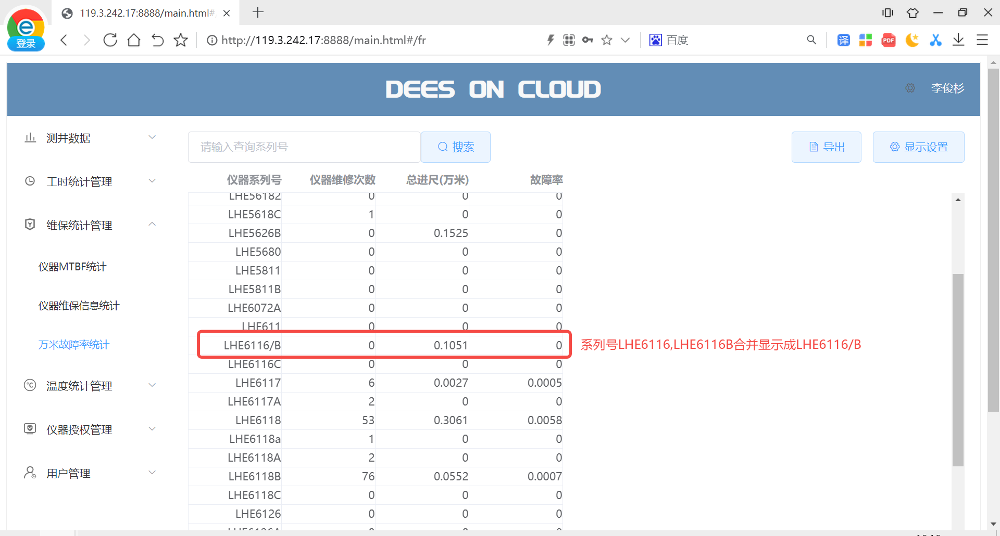 119.3.242.17:8888/main.html#
登录
http://119.3.242.17:8888/main.html#/fr
百度
译
PDF
DEES ON CLOUD
李俊杉
测井数据
工时统计管理
维保统计管理
仪器MTBF统计
仪器维保信息统计
万米故障率统计
温度统计管理
仪器授权管理
用户管理
请输入查询系列号
搜索
导出
显示设置
仪器系列号 仪器维修次数 总进尺(万米) 故障率
LHE56182 0 0 0
LHE5618C 1 0 0
LHE5626B 0 0.1525 0
LHE5680 0 0 0
LHE5811 0 0 0
LHE5811B 0 0 0
LHE6072A 0 0 0
LHE611 0 0 0
LHE6116/B 0 0.1051 0
系列号LHE6116,LHE6116B合并显示成LHE6116/B
LHE6116C 0 0 0
LHE6117 6 0.0027 0.0005
LHE6117A 2 0 0
LHE6118 53 0.3061 0.0058
LHE6118a 1 0 0
LHE6118A 2 0 0
LHE6118B 76 0.0552 0.0007
LHE6118C 0 0 0
LHE6126 0 0 0